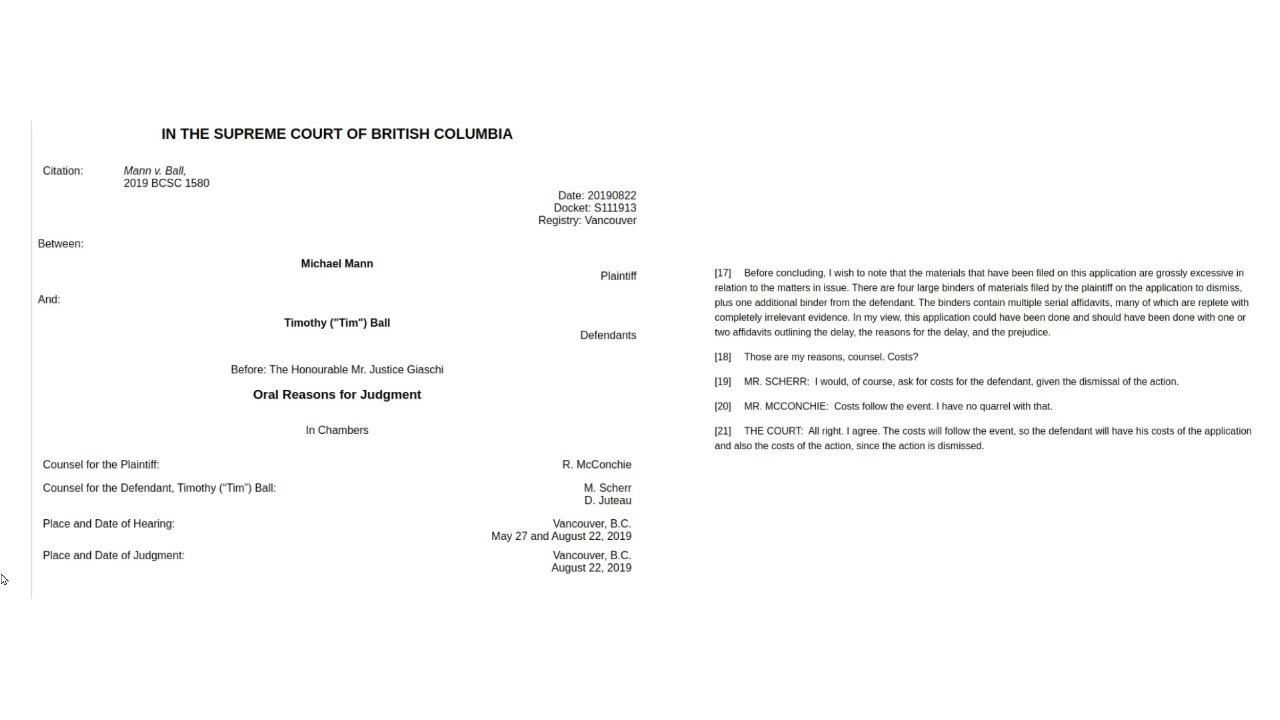 IN THE SUPREME COURT OF BRITISH COLUMBIA
Citation: Mann v. Ball,
2019 BCSC 1580
Date: 20190822
Docket: S111913
Registry: Vancouver
Between:
Michael Mann
Plaintiff
And:
Timothy ("Tim") Ball
Defendants
Before: The Honourable Mr. Justice Giaschi
Oral Reasons for Judgment
In Chambers
Counsel for the Plaintiff: R. McConchie
Counsel for the Defendant, Timothy (“Tim”) Ball: M. Scherr
D. Juteau
Place and Date of Hearing: Vancouver, B.C.
May 27 and August 22, 2019
Place and Date of Judgment: Vancouver, B.C.
August 22, 2019
[17] Before concluding, I wish to note that the materials that have been filed on this application are grossly excessive in
relation to the matters in issue. There are four large binders of materials filed by the plaintiff on the application to dismiss,
plus one additional binder from the defendant. The binders contain multiple serial affidavits, many of which are replete with
completely irrelevant evidence. In my view, this application could have been done and should have been done with one or
two affidavits outlining the delay, the reasons for the delay, and the prejudice.
[18] Those are my reasons, counsel. Costs?
[19] MR. SCHERR: I would, of course, ask for costs for the defendant, given the dismissal of the action.
[20] MR. MCCONCHIE: Costs follow the event. I have no quarrel with that.
[21] THE COURT: All right. I agree. The costs will follow the event, so the defendant will have his costs of the application
and also the costs of the action, since the action is dismissed.